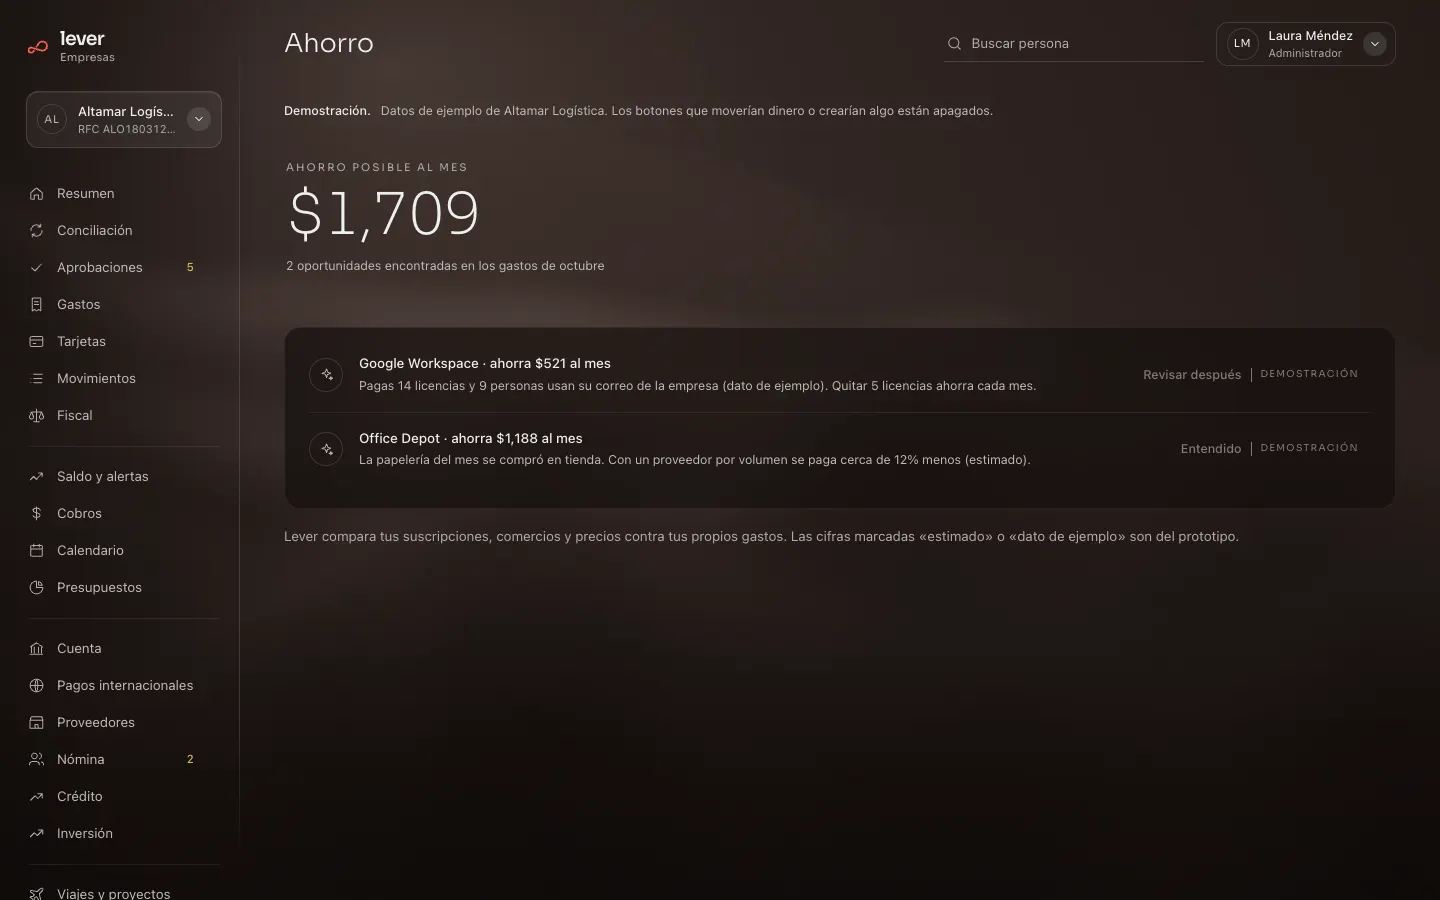 lever
Empresas
AL
Altamar Logís...
RFC ALO180312...
Resumen
Conciliación
Aprobaciones 5
Gastos
Tarjetas
Movimientos
Fiscal
Saldo y alertas
Cobros
Calendario
Presupuestos
Cuenta
Pagos internacionales
Proveedores
Nómina 2
Crédito
Inversión
Viajes y proyectos
Ahorro
Buscar persona
LM
Laura Méndez
Administrador
Demostración. Datos de ejemplo de Altamar Logística. Los botones que moverían dinero o crearían algo están apagados.
AHORRO POSIBLE AL MES
$1,709
2 oportunidades encontradas en los gastos de octubre
Google Workspace · ahorra $521 al mes
Pagas 14 licencias y 9 personas usan su correo de la empresa (dato de ejemplo). Quitar 5 licencias ahorra cada mes.
Revisar después | DEMOSTRACIÓN
Office Depot · ahorra $1,188 al mes
La papelería del mes se compró en tienda. Con un proveedor por volumen se paga cerca de 12% menos (estimado).
Entendido | DEMOSTRACIÓN
Lever compara tus suscripciones, comercios y precios contra tus propios gastos. Las cifras marcadas «estimado» o «dato de ejemplo» son del prototipo.